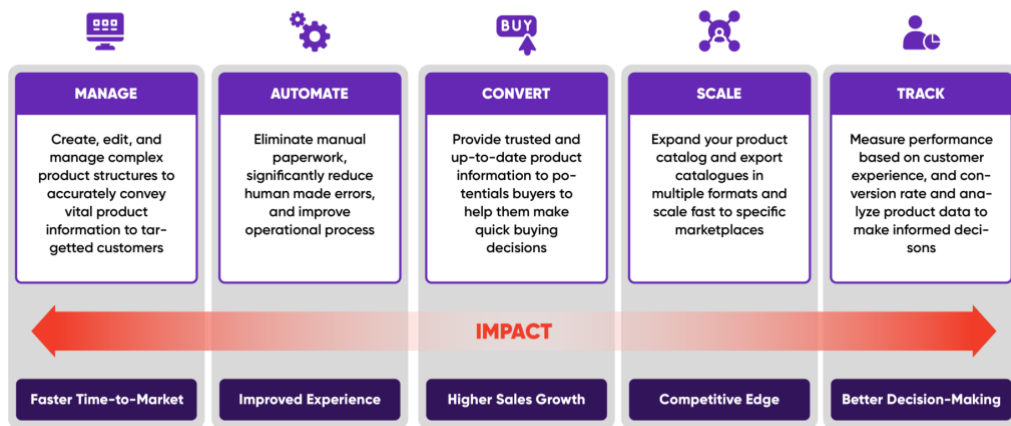 BUY
MANAGE
Create, edit, and
manage complex
product structures to
accurately convey
vital product
information to tar-
getted customers
AUTOMATE
Eliminate manual
paperwork,
significantly reduce
human made errors,
and improve
operational process
CONVERT
Provide trusted and
up-to-date product
information to po-
tentials buyers to
help them make
quick buying
decisions
SCALE
Expand your product
catalog and export
catalogues in
multiple formats and
scale fast to specific
marketplaces
TRACK
Measure performance
based on customer
experience, and con-
version rate and ana-
lyze product data to
make informed deci-
sons
IMPACT
Faster Time-to-Market
Improved Experience
Higher Sales Growth
Competitive Edge
Better Decision-Making